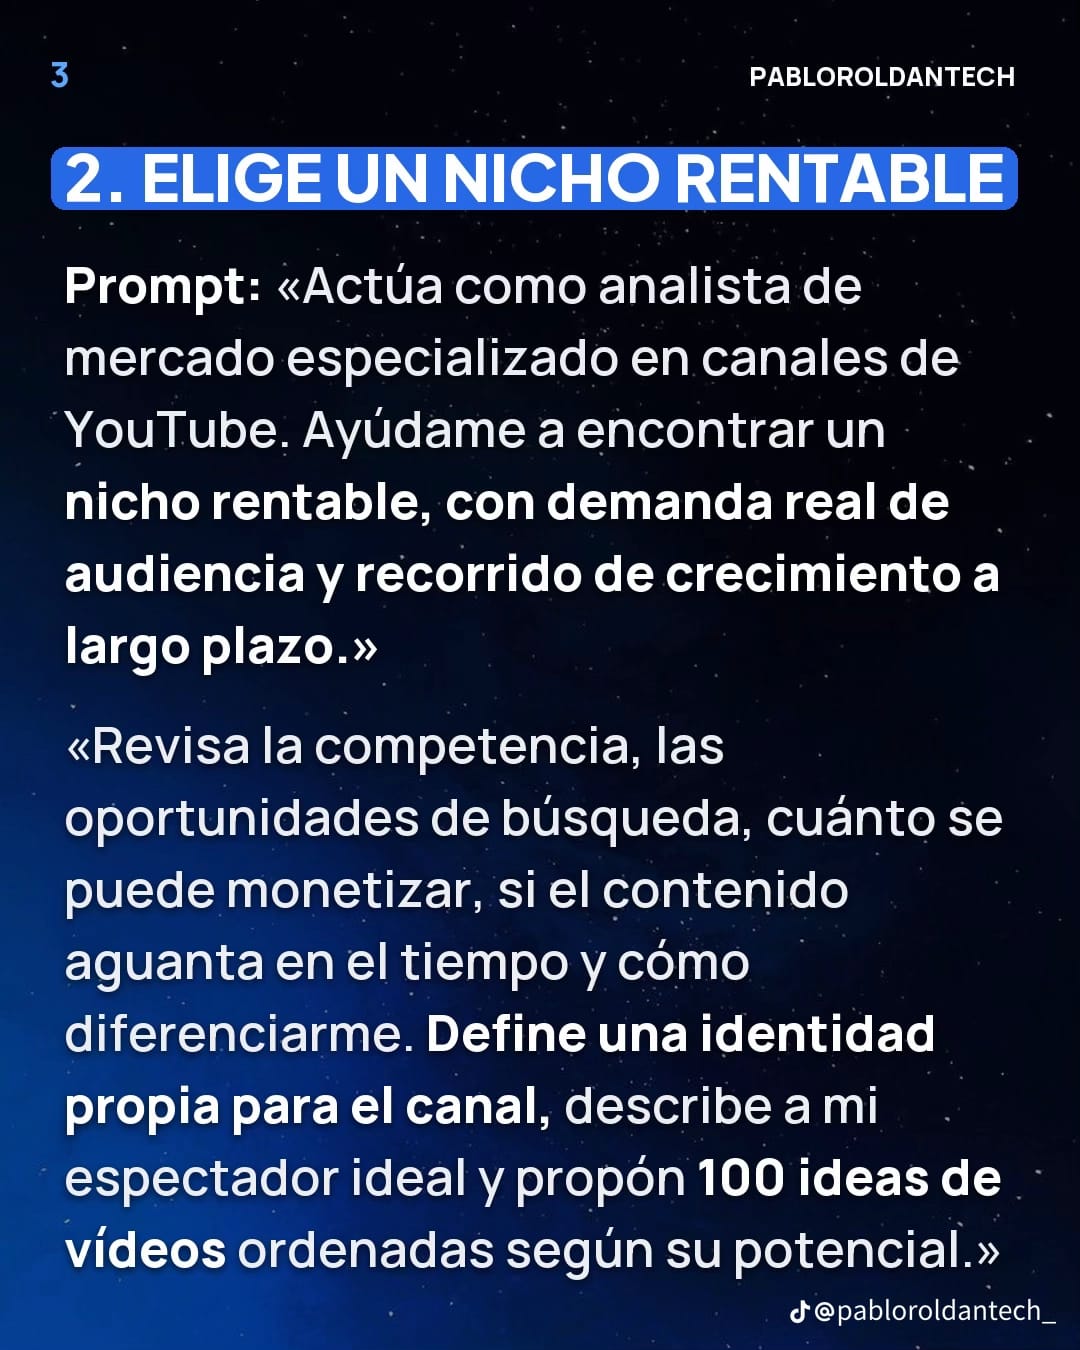 3
PABLOROLDANTECH
2. ELIGE UN NICHO RENTABLE
Prompt: «Actúa como analista de
mercado especializado en canales de
YouTube. Ayúdame a encontrar un
nicho rentable, con demanda real de
audiencia y recorrido de crecimiento a
largo plazo.»
«Revisa la competencia, las
oportunidades de búsqueda, cuánto se
puede monetizar, si el contenido
aguanta en el tiempo y cómo
diferenciarme. Define una identidad
propia para el canal, describe a mi
espectador ideal y propón 100 ideas de
vídeos ordenadas según su potencial.»
@pabloroldantech_